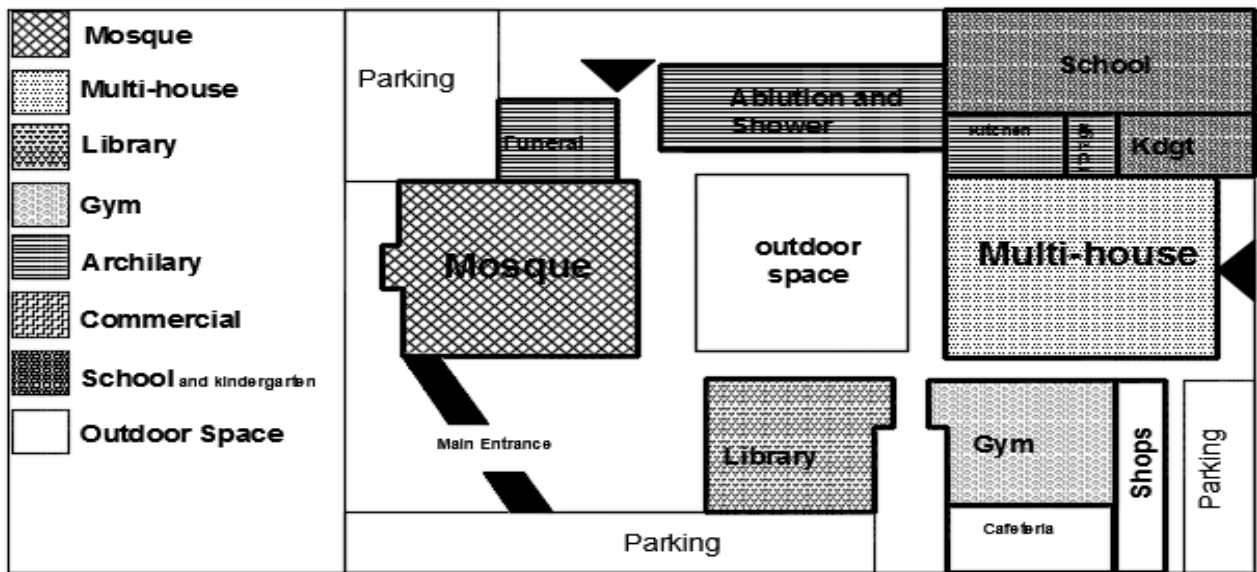 Mosque
Multi-house
Library
Gym
Archilary
Commercial
School and kindergarten
Outdoor Space
Parking
Funeral
Ablution and
Shower
School
Kitchen
Kdgt
Mosque
outdoor
space
Multi-house
Main Entrance
Library
Gym
Shops
Parking
Cafeteria
Parking